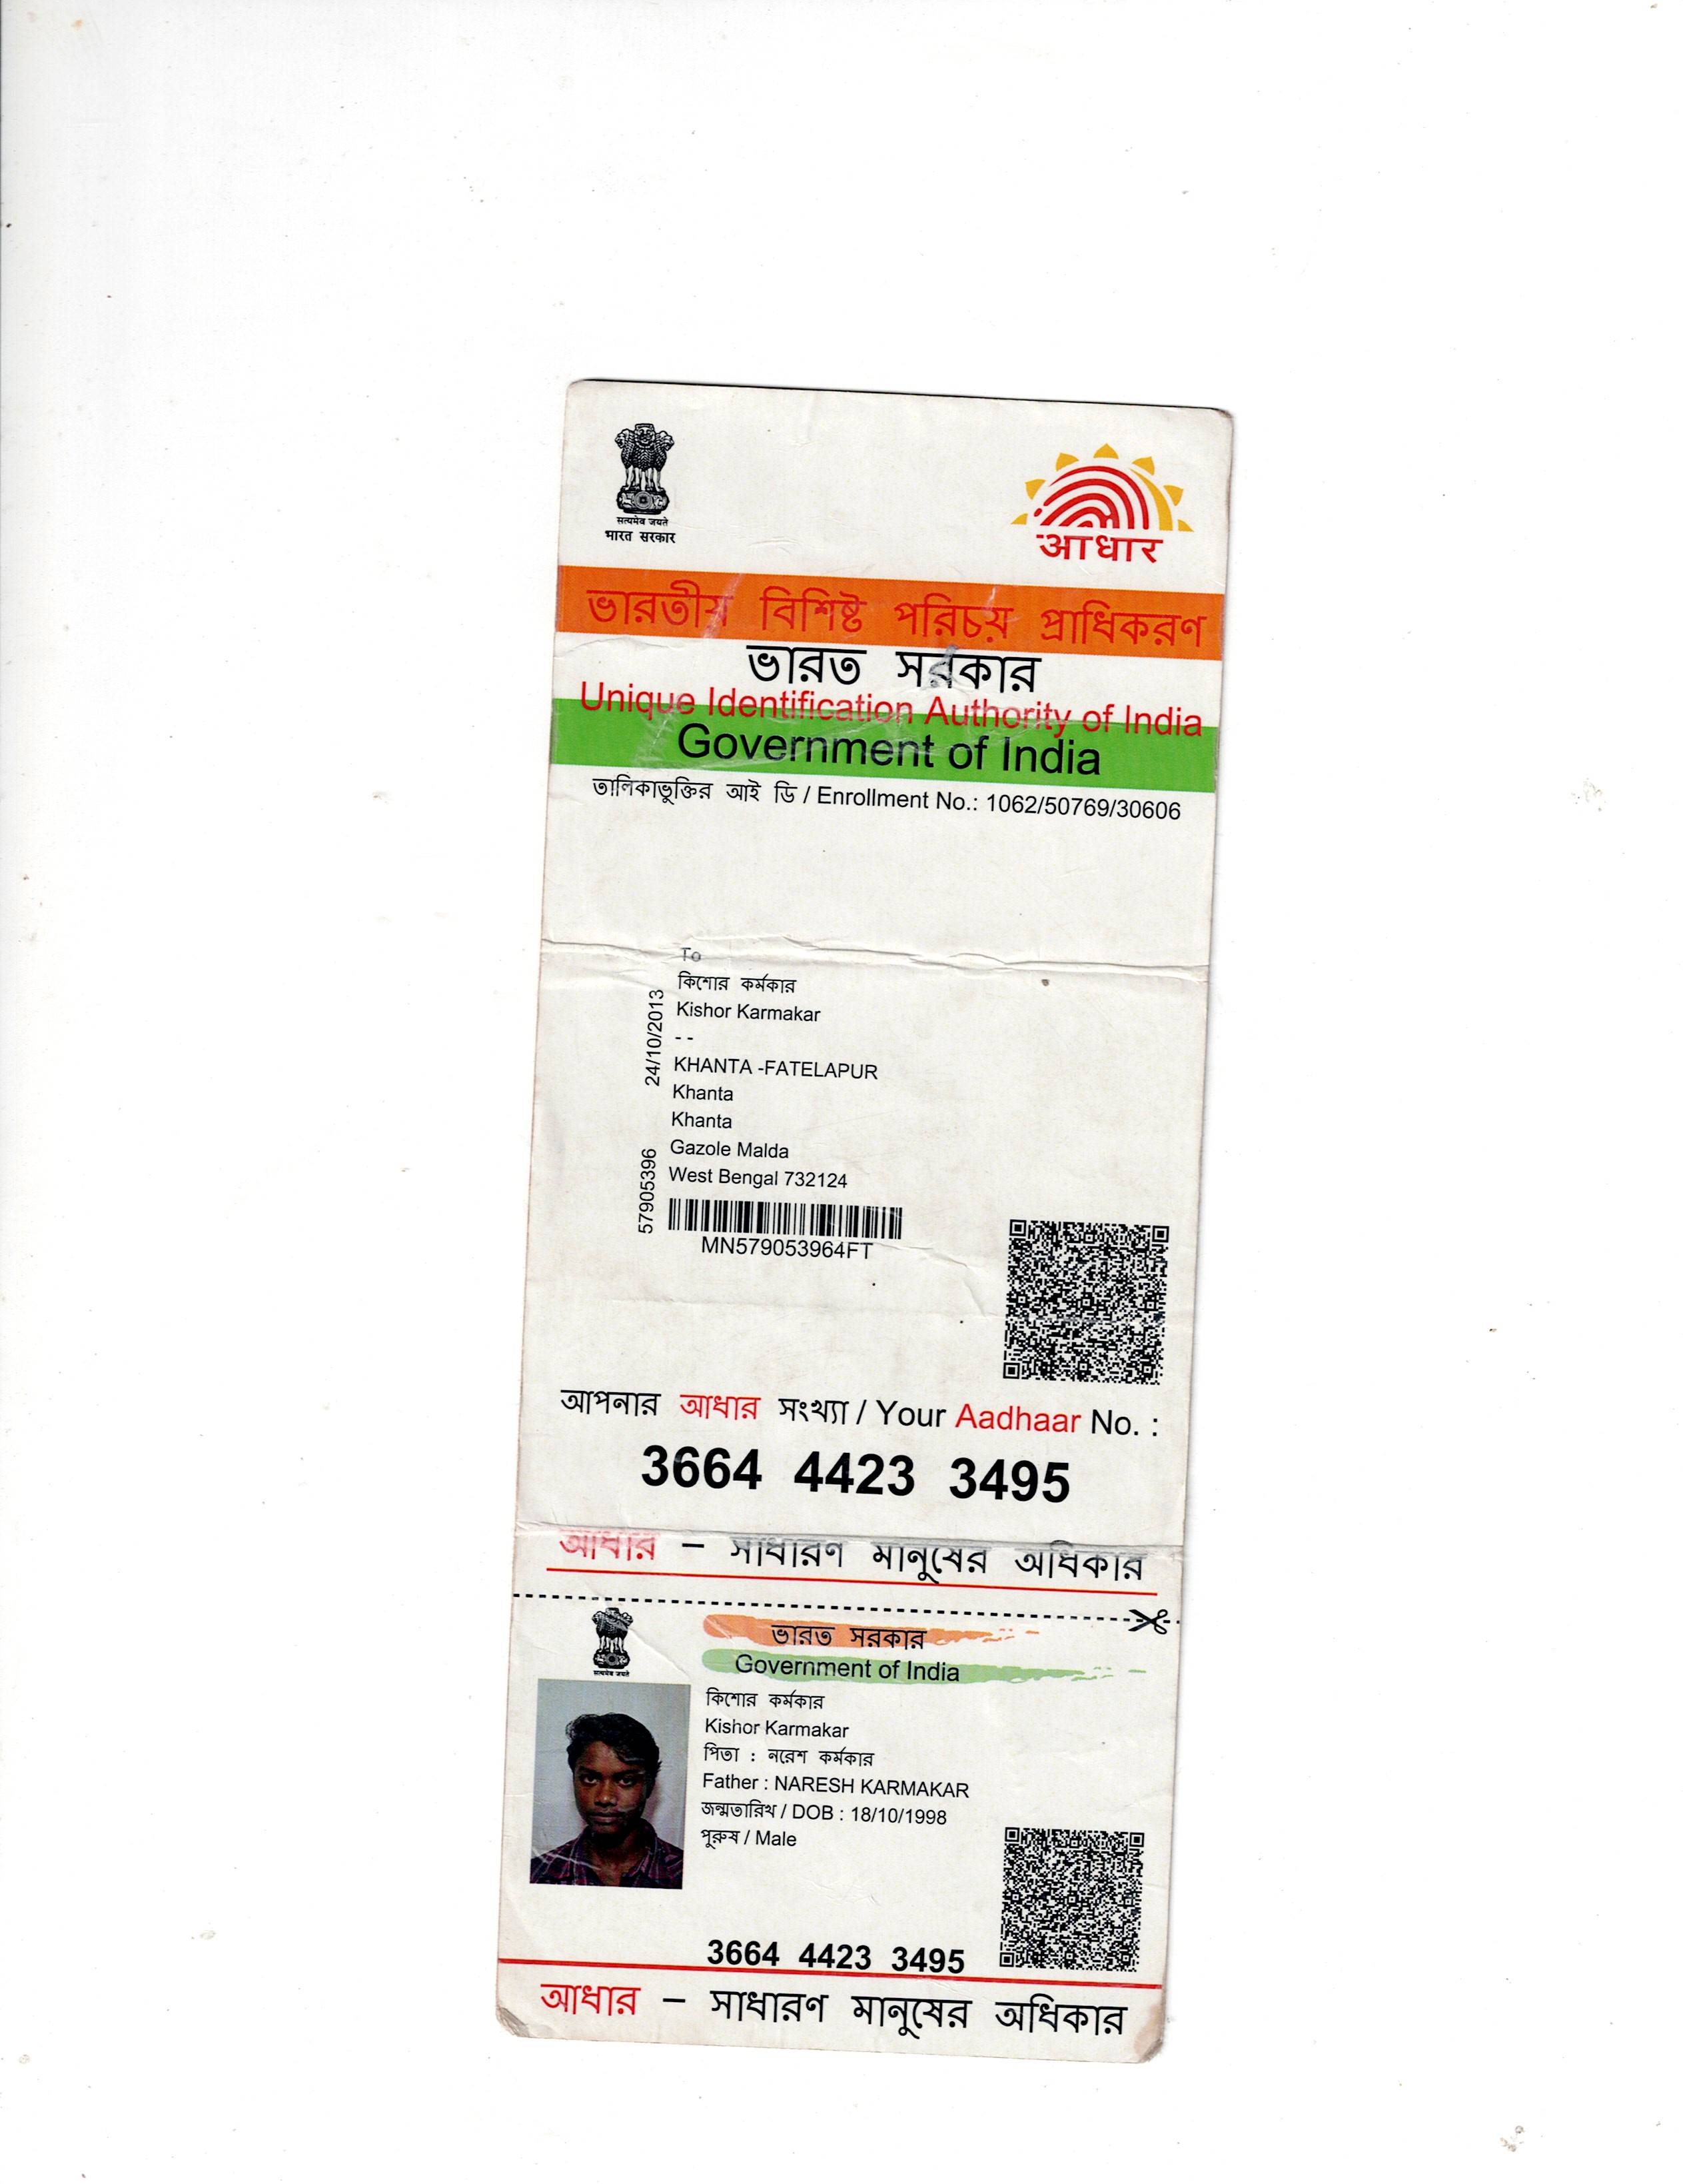 सत्यमेव जयते
भारत सरकार
आधार
ভারতীয় বিশিষ্ট পরিচয় প্রাধিকরণ
ভারত সরকার
Unique Identification Authority of India
Government of India
তালিকাভুক্তির আই ডি / Enrollment No.: 1062/50769/30606
To
কিশোর কর্মকার
Kishor Karmakar
- -
KHANTA -FATELAPUR
Khanta
Khanta
Gazole Malda
West Bengal 732124
24/10/2013
57905396
MN579053964FT
আপনার আধার সংখ্যা / Your Aadhaar No. :
3664 4423 3495
আধার – সাধারণ মানুষের অধিকার
सत्यमेव जयते
ভারত সরকার
Government of India
কিশোর কর্মকার
Kishor Karmakar
পিতা : নরেশ কর্মকার
Father : NARESH KARMAKAR
জন্মতারিখ / DOB : 18/10/1998
পুরুষ / Male
3664 4423 3495
আধার – সাধারণ মানুষের অধিকার